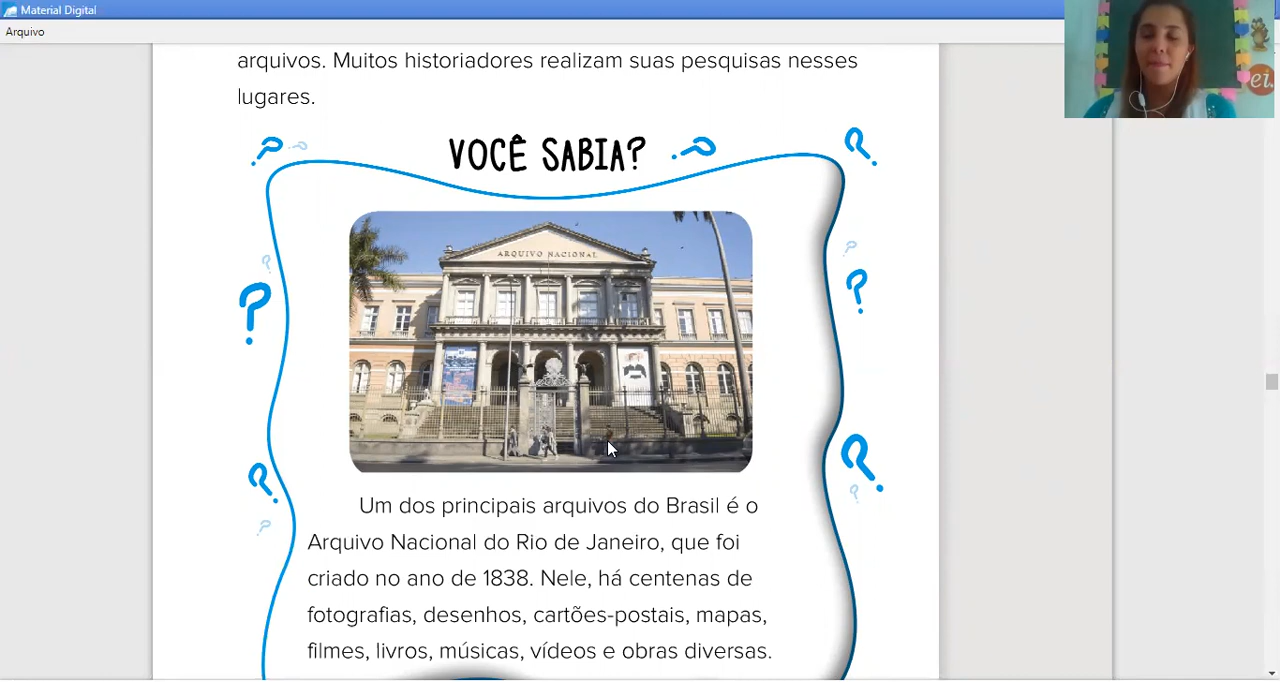 Material Digital
Arquivo
ei.
arquivos. Muitos historiadores realizam suas pesquisas nesses
lugares.
VOCÊ SABIA?
ARQUIVO NACIONAL
Um dos principais arquivos do Brasil é o
Arquivo Nacional do Rio de Janeiro, que foi
criado no ano de 1838. Nele, há centenas de
fotografias, desenhos, cartões-postais, mapas,
filmes, livros, músicas, vídeos e obras diversas.